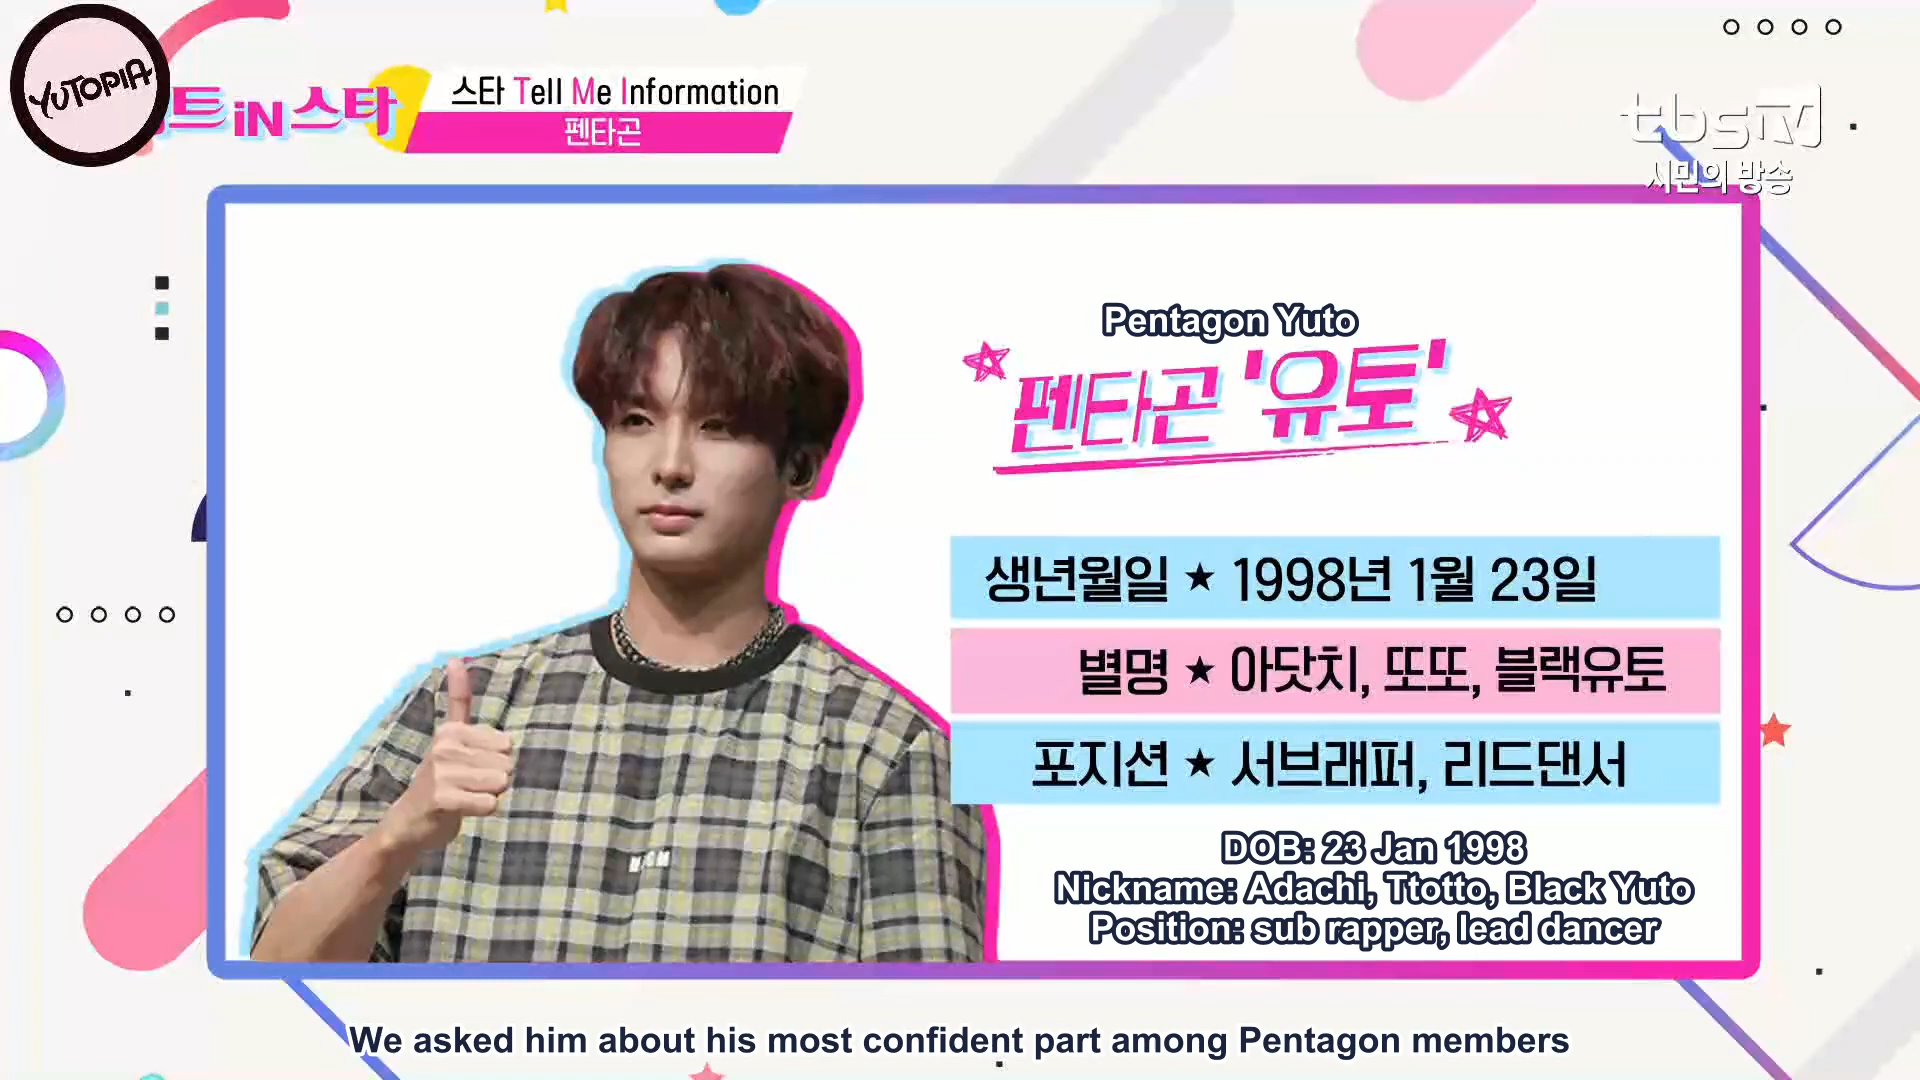 YUTOPIA
트 iN 스타
스타 Tell Me Information
펜타곤
tbs TV
시민의 방송
Pentagon Yuto
펜타곤 '유토'
생년월일 ★ 1998년 1월 23일
별명 ★ 아닷치, 또또, 블랙유토
포지션 ★ 서브래퍼, 리드댄서
DOB: 23 Jan 1998
Nickname: Adachi, Ttotto, Black Yuto
Position: sub rapper, lead dancer
We asked him about his most confident part among Pentagon members